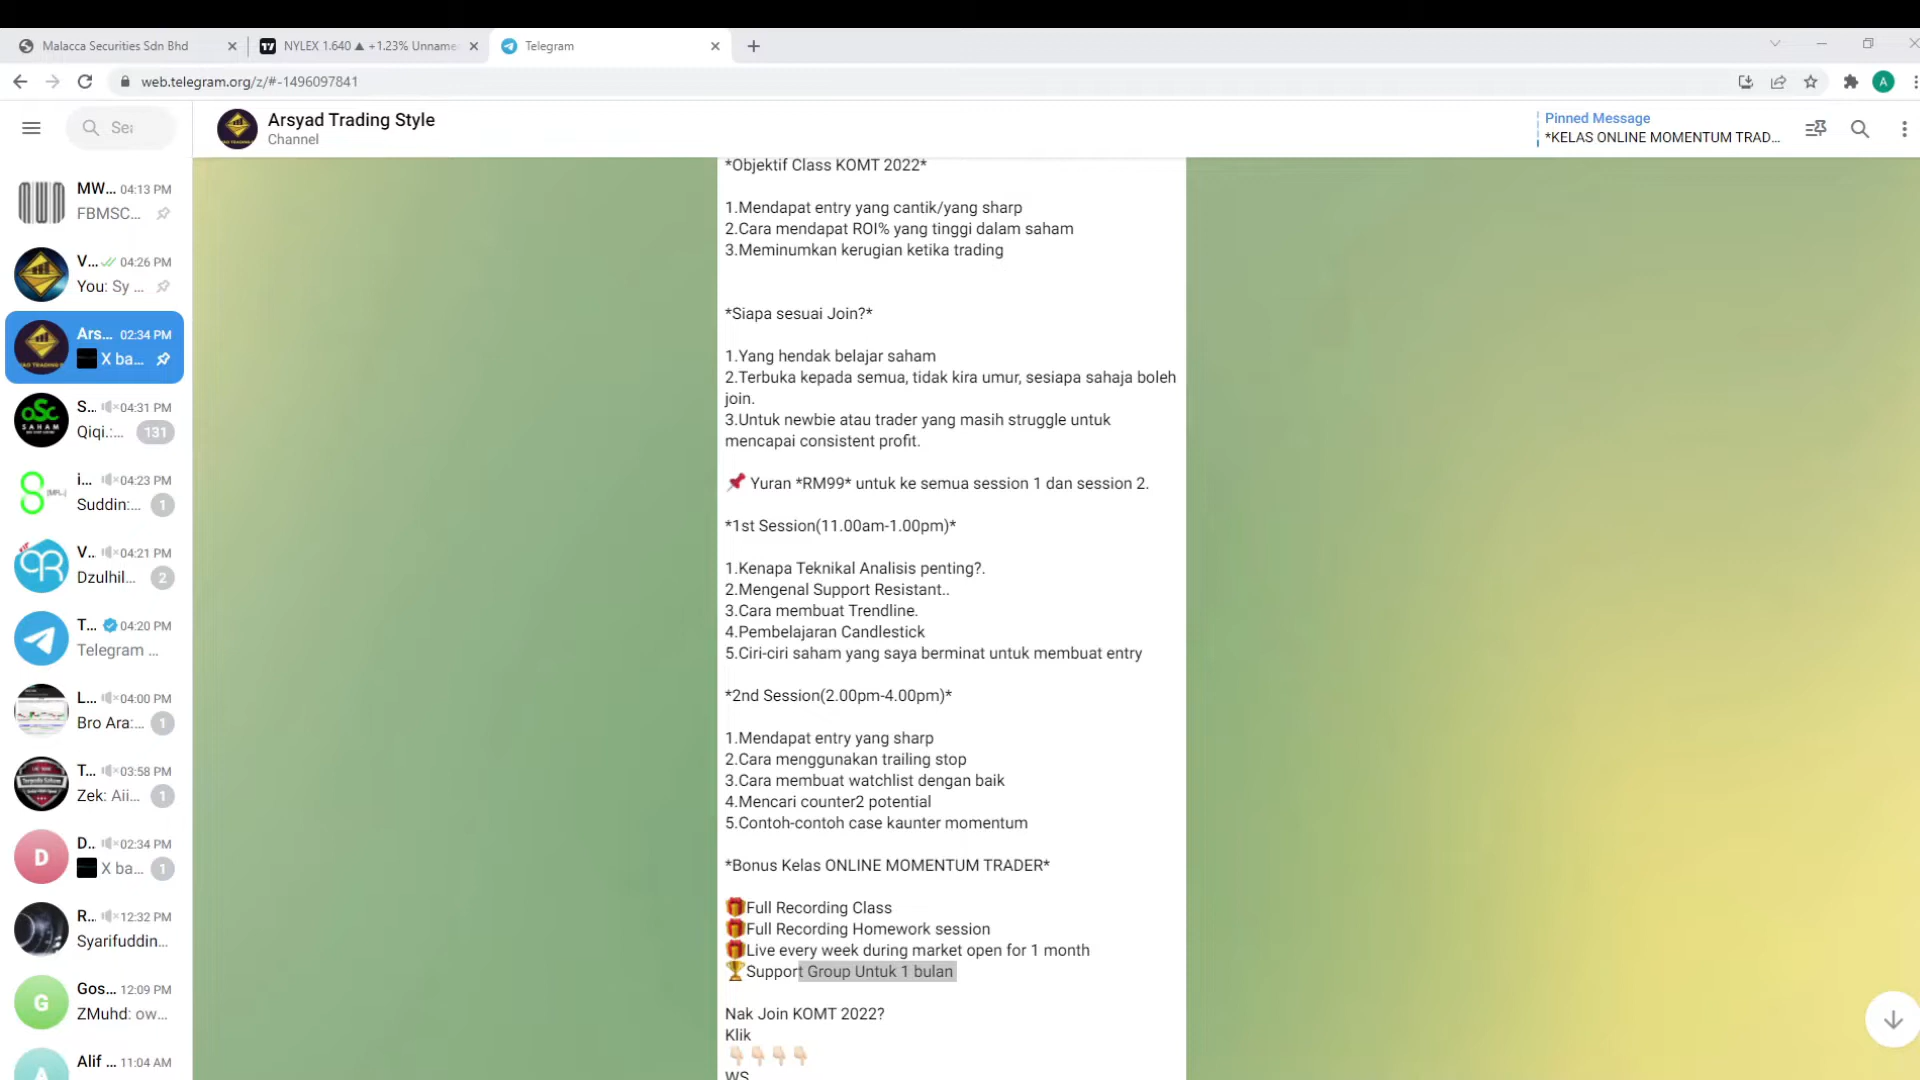 Malacca Securities Sdn Bhd
NYLEX 1.640 ▲ +1.23% Unname
Telegram
web.telegram.org/z/#-1496097841
A
Arsyad Trading Style
Channel
Pinned Message
*KELAS ONLINE MOMENTUM TRAD...
MW... 04:13 PM
FBMSC...
V... 04:26 PM
You: Sy ...
Ars... 02:34 PM
X ba...
S... 04:31 PM
Qiqi.:... 131
i... 04:23 PM
Suddin:... 1
V... 04:21 PM
Dzulhil... 2
T... 04:20 PM
Telegram ...
L... 04:00 PM
Bro Ara:... 1
T... 03:58 PM
Zek: Aii... 1
D
D.. 02:34 PM
X ba... 1
R... 12:32 PM
Syarifuddin...
G
Gos... 12:09 PM
ZMuhd: ow...
Alif ... 11:04 AM
*Objektif Class KOMT 2022*
1.Mendapat entry yang cantik/yang sharp
2.Cara mendapat ROI% yang tinggi dalam saham
3.Meminumkan kerugian ketika trading
*Siapa sesuai Join?*
1.Yang hendak belajar saham
2.Terbuka kepada semua, tidak kira umur, sesiapa sahaja boleh
join.
3.Untuk newbie atau trader yang masih struggle untuk
mencapai consistent profit.
📌 Yuran *RM99* untuk ke semua session 1 dan session 2.
*1st Session(11.00am-1.00pm)*
1.Kenapa Teknikal Analisis penting?.
2.Mengenal Support Resistant..
3.Cara membuat Trendline.
4.Pembelajaran Candlestick
5.Ciri-ciri saham yang saya berminat untuk membuat entry
*2nd Session(2.00pm-4.00pm)*
1.Mendapat entry yang sharp
2.Cara menggunakan trailing stop
3.Cara membuat watchlist dengan baik
4.Mencari counter2 potential
5.Contoh-contoh case kaunter momentum
*Bonus Kelas ONLINE MOMENTUM TRADER*
🎁Full Recording Class
🎁Full Recording Homework session
🎁Live every week during market open for 1 month
🏆Support Group Untuk 1 bulan
Nak Join KOMT 2022?
Klik
👇🏻👇🏻👇🏻👇🏻
WS